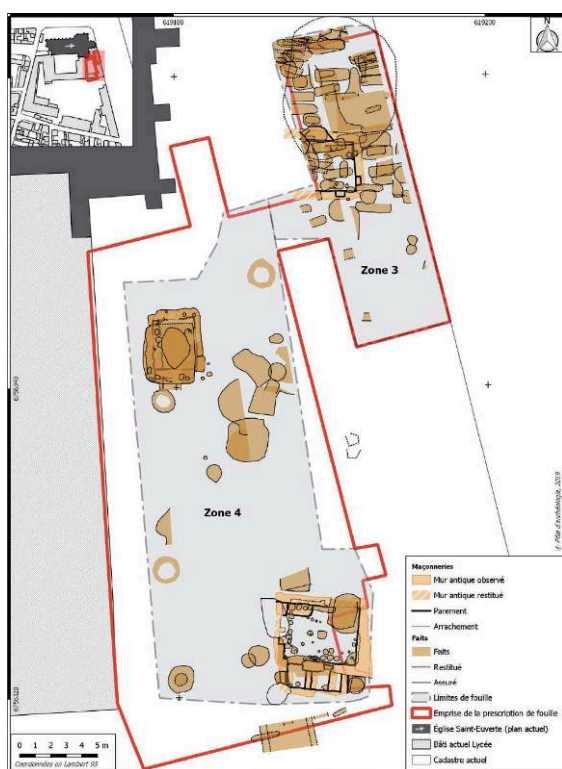 619180
619200
N
Zone 3
Zone 4
6756320
© Pôle d'archéologie, 2019
Maçonneries
Mur antique observé
Mur antique restitué
Parement
Arrachement
Faits
Faits
Restitué
Assuré
Limites de fouille
Emprise de la prescription de fouille
Église Saint-Euverte (plan actuel)
Bâti actuel Lycée
Cadastre actuel
0 1 2 3 4 5 m
Coordonnées en Lambert 93